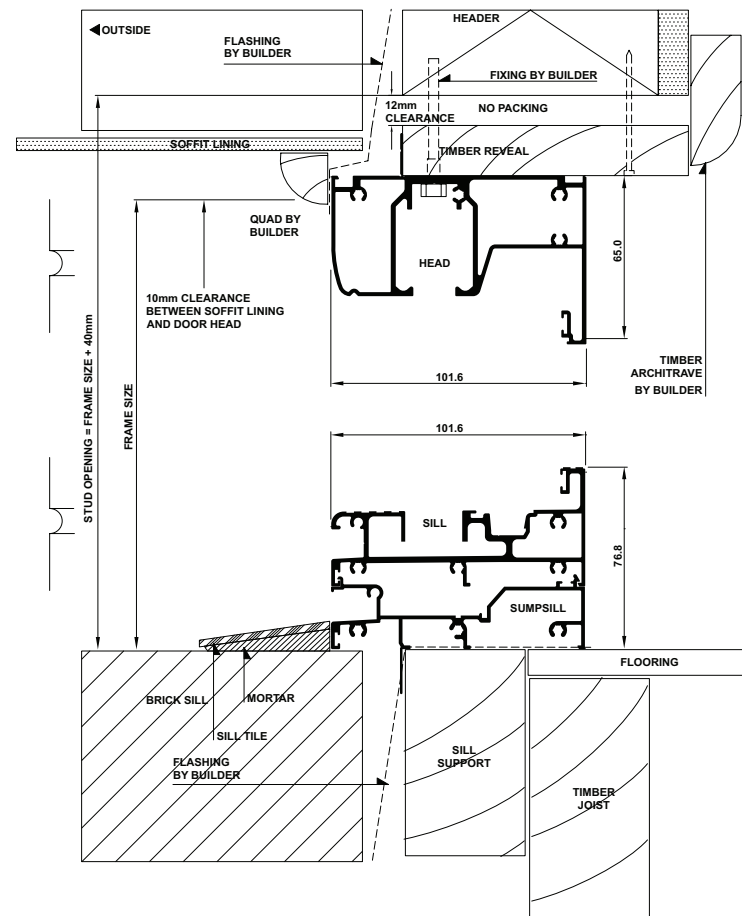 OUTSIDE
HEADER
FLASHING
BY BUILDER
FIXING BY BUILDER
12mm
CLEARANCE
NO PACKING
SOFFIT LINING
TIMBER REVEAL
QUAD BY
BUILDER
HEAD
65.0
10mm CLEARANCE
BETWEEN SOFFIT LINING
AND DOOR HEAD
STUD OPENING = FRAME SIZE + 40mm
FRAME SIZE
101.6
TIMBER
ARCHITRAVE
BY BUILDER
101.6
SILL
76.8
SUMPSILL
FLOORING
BRICK SILL
MORTAR
SILL TILE
FLASHING
BY BUILDER
SILL
SUPPORT
TIMBER
JOIST